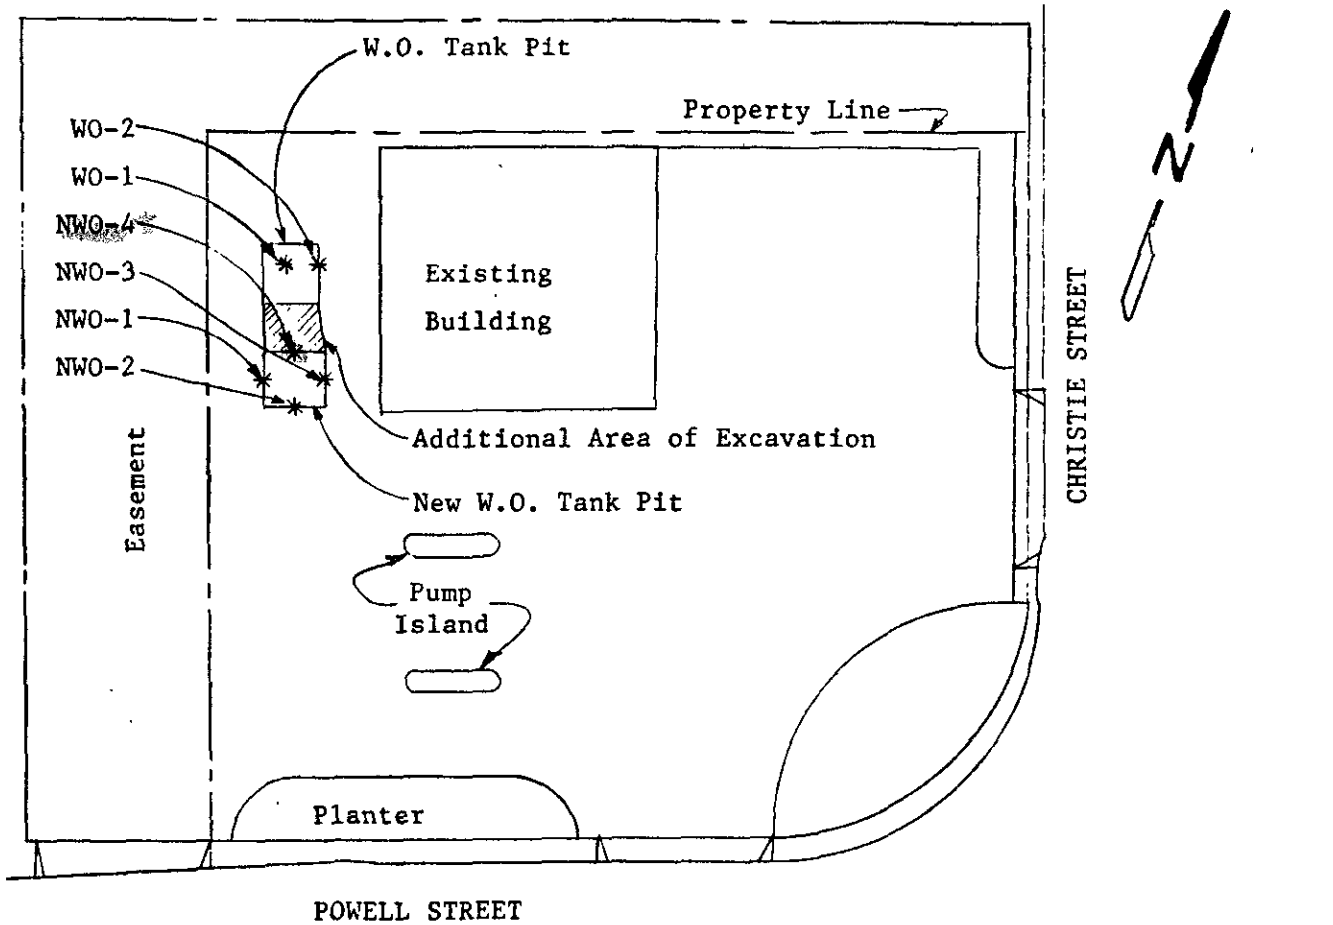 W.O. Tank Pit
Property Line
WO-2
WO-1
NWO-4
NWO-3
NWO-1
NWO-2
Existing
Building
N
CHRISTIE STREET
Additional Area of Excavation
Easement
New W.O. Tank Pit
Pump
Island
Planter
POWELL STREET